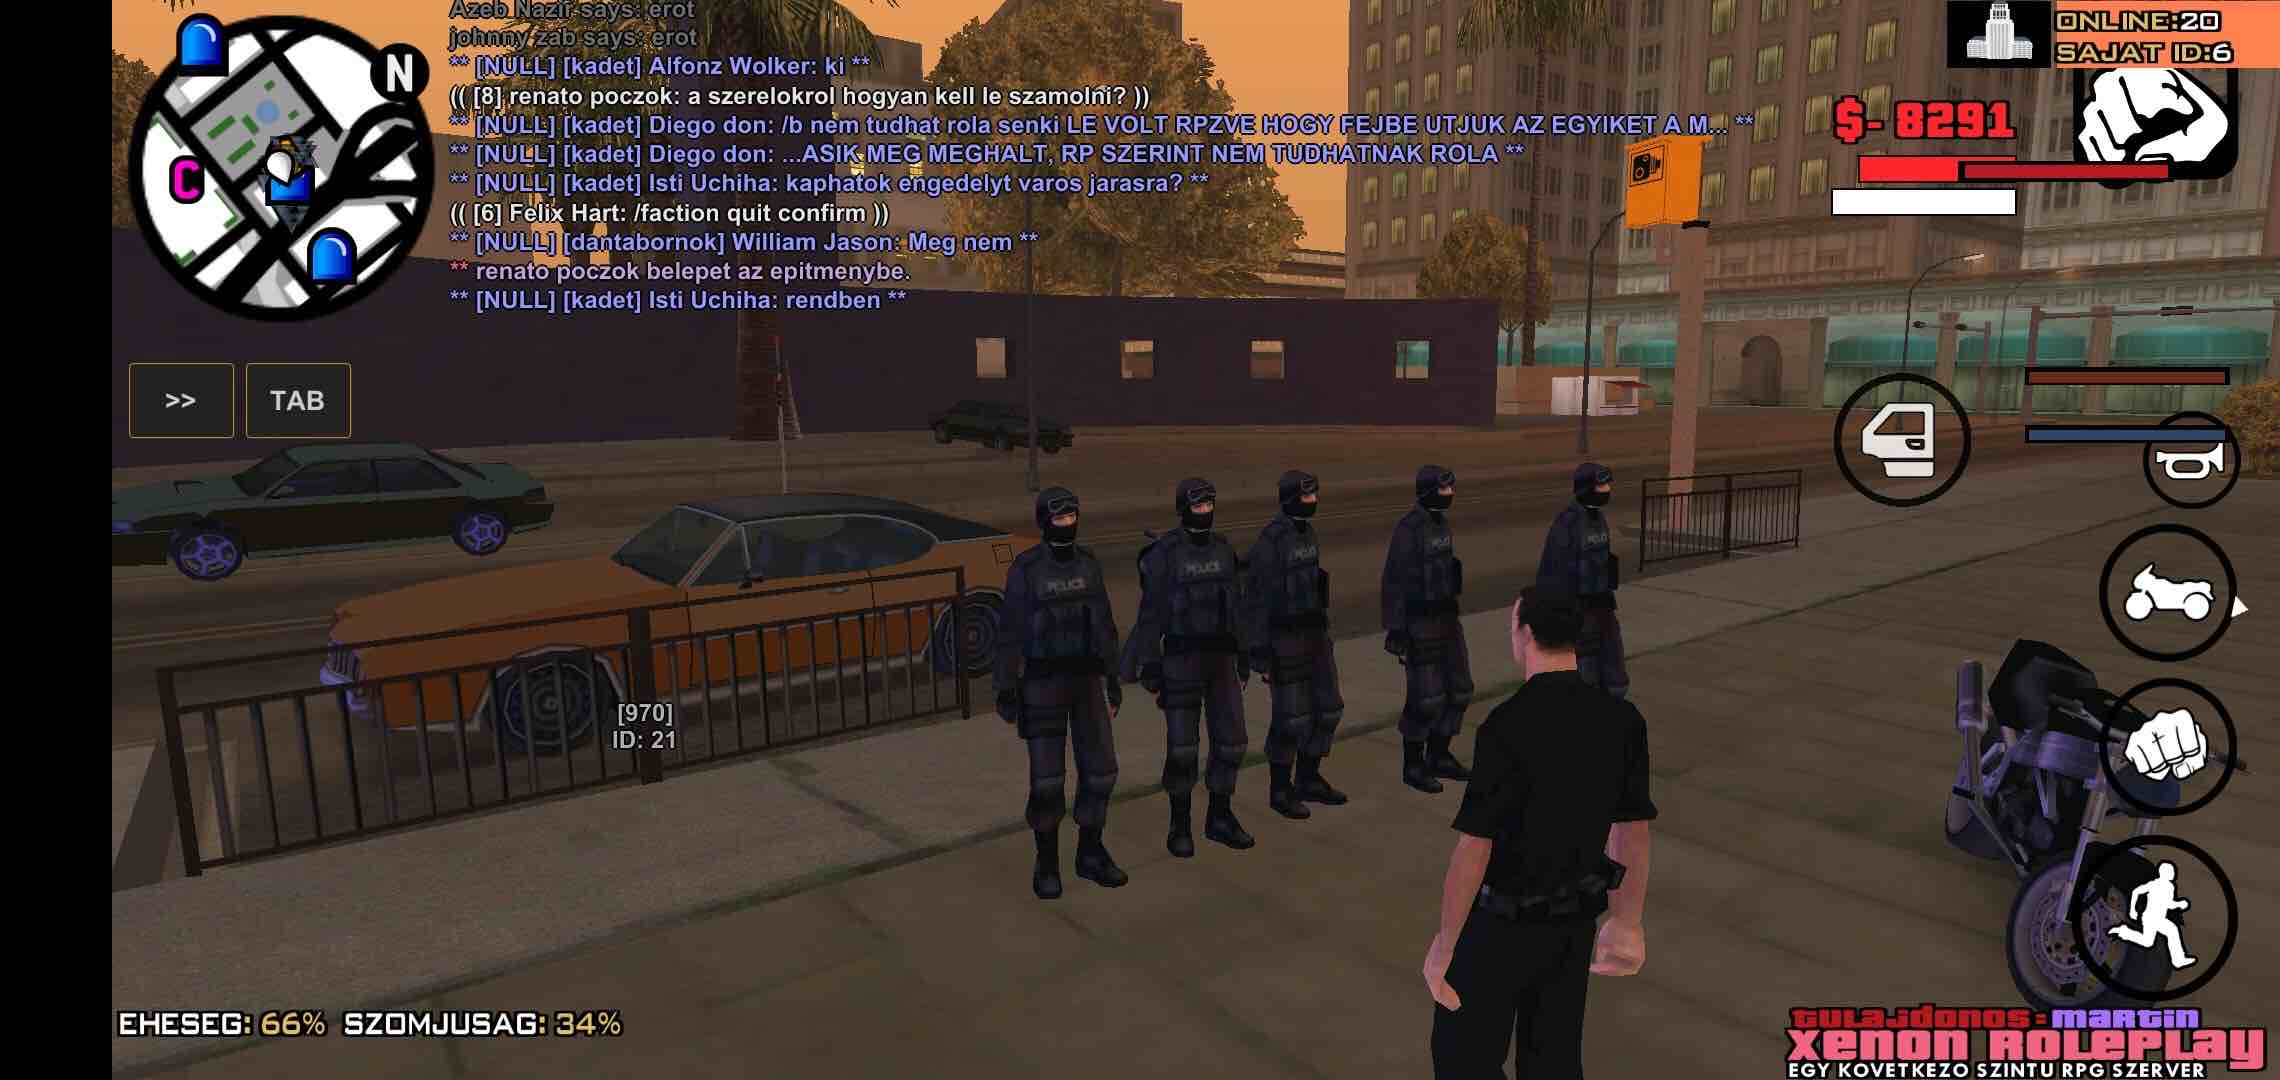 Azeb Nazif says: erot
johnny zab says: erot
** [NULL] [kadet] Alfonz Wolker: ki **
(( [8] renato poczok: a szerelokrol hogyan kell le szamolni? ))
** [NULL] [kadet] Diego don: /b nem tudhat rola senki LE VOLT RPZVE HOGY FEJBE UTJUK AZ EGYIKET A M... **
** [NULL] [kadet] Diego don: ...ASIK MEG MEGHALT, RP SZERINT NEM TUDHATNAK ROLA **
** [NULL] [kadet] Isti Uchiha: kaphatok engedelyt varos jarasra? **
(( [6] Felix Hart: /faction quit confirm ))
** [NULL] [dantabornok] William Jason: Meg nem **
** renato poczok belepet az epitmenybe.
** [NULL] [kadet] Isti Uchiha: rendben **
N
C
ONLINE:20
SAJAT ID:6
$- 8291
>>
TAB
POLICE
POLICE
[970]
ID: 21
EHESEG: 66% SZOMJUSAG: 34%
TULAJDONOS: MARTIN
XENON ROLEPLAY
EGY KOVETKEZO SZINTU RPG SZERVER